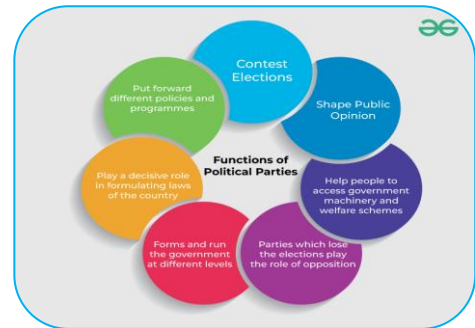 Contest
Elections
Shape Public
Opinion
Help people to
access government
machinery and
welfare schemes
Parties which lose
the elections play
the role of opposition
Forms and run
the government
at different levels
Play a decisive role
in formulating laws
of the country
Put forward
different policies and
programmes
Functions of
Political Parties